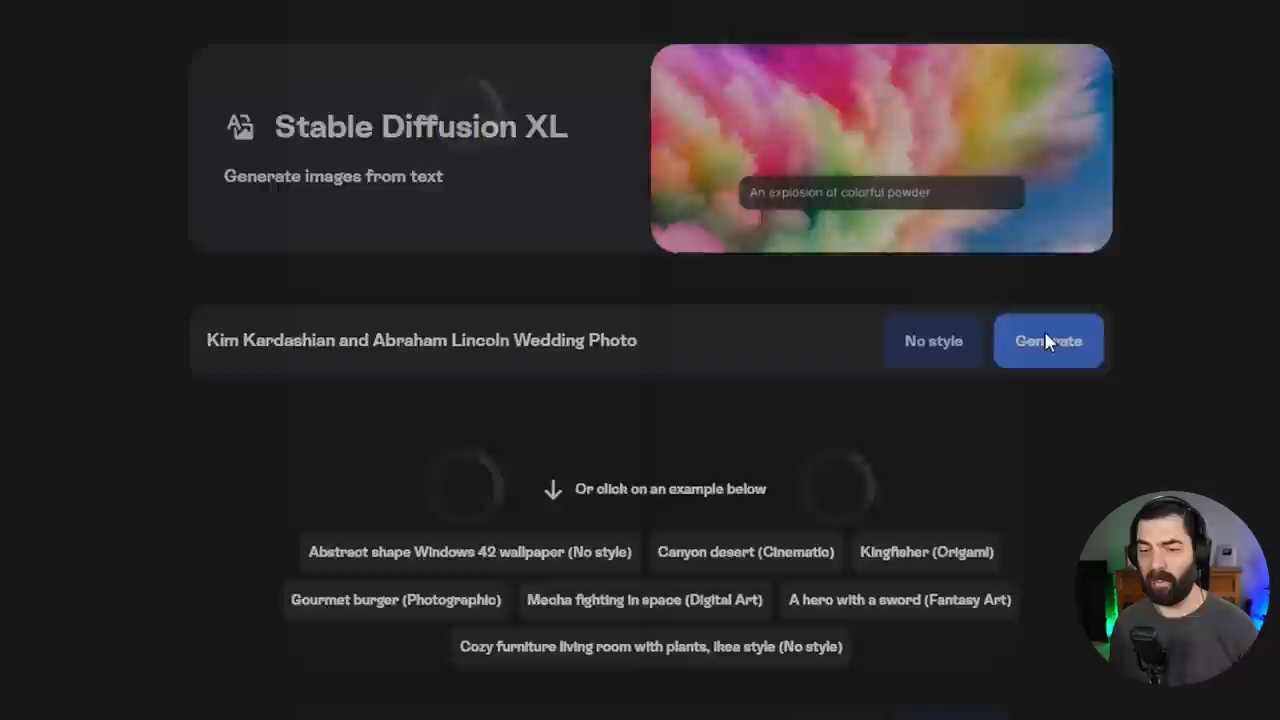 Stable Diffusion XL
Generate images from text
An explosion of colorful powder
Kim Kardashian and Abraham Lincoln Wedding Photo
No style
Generate
Or click on an example below
Abstract shape Windows 42 wallpaper (No style)
Canyon desert (Cinematic)
Kingfisher (Origami)
Gourmet burger (Photographic)
Mecha fighting in space (Digital Art)
A hero with a sword (Fantasy Art)
Cozy furniture living room with plants, ikea style (No style)